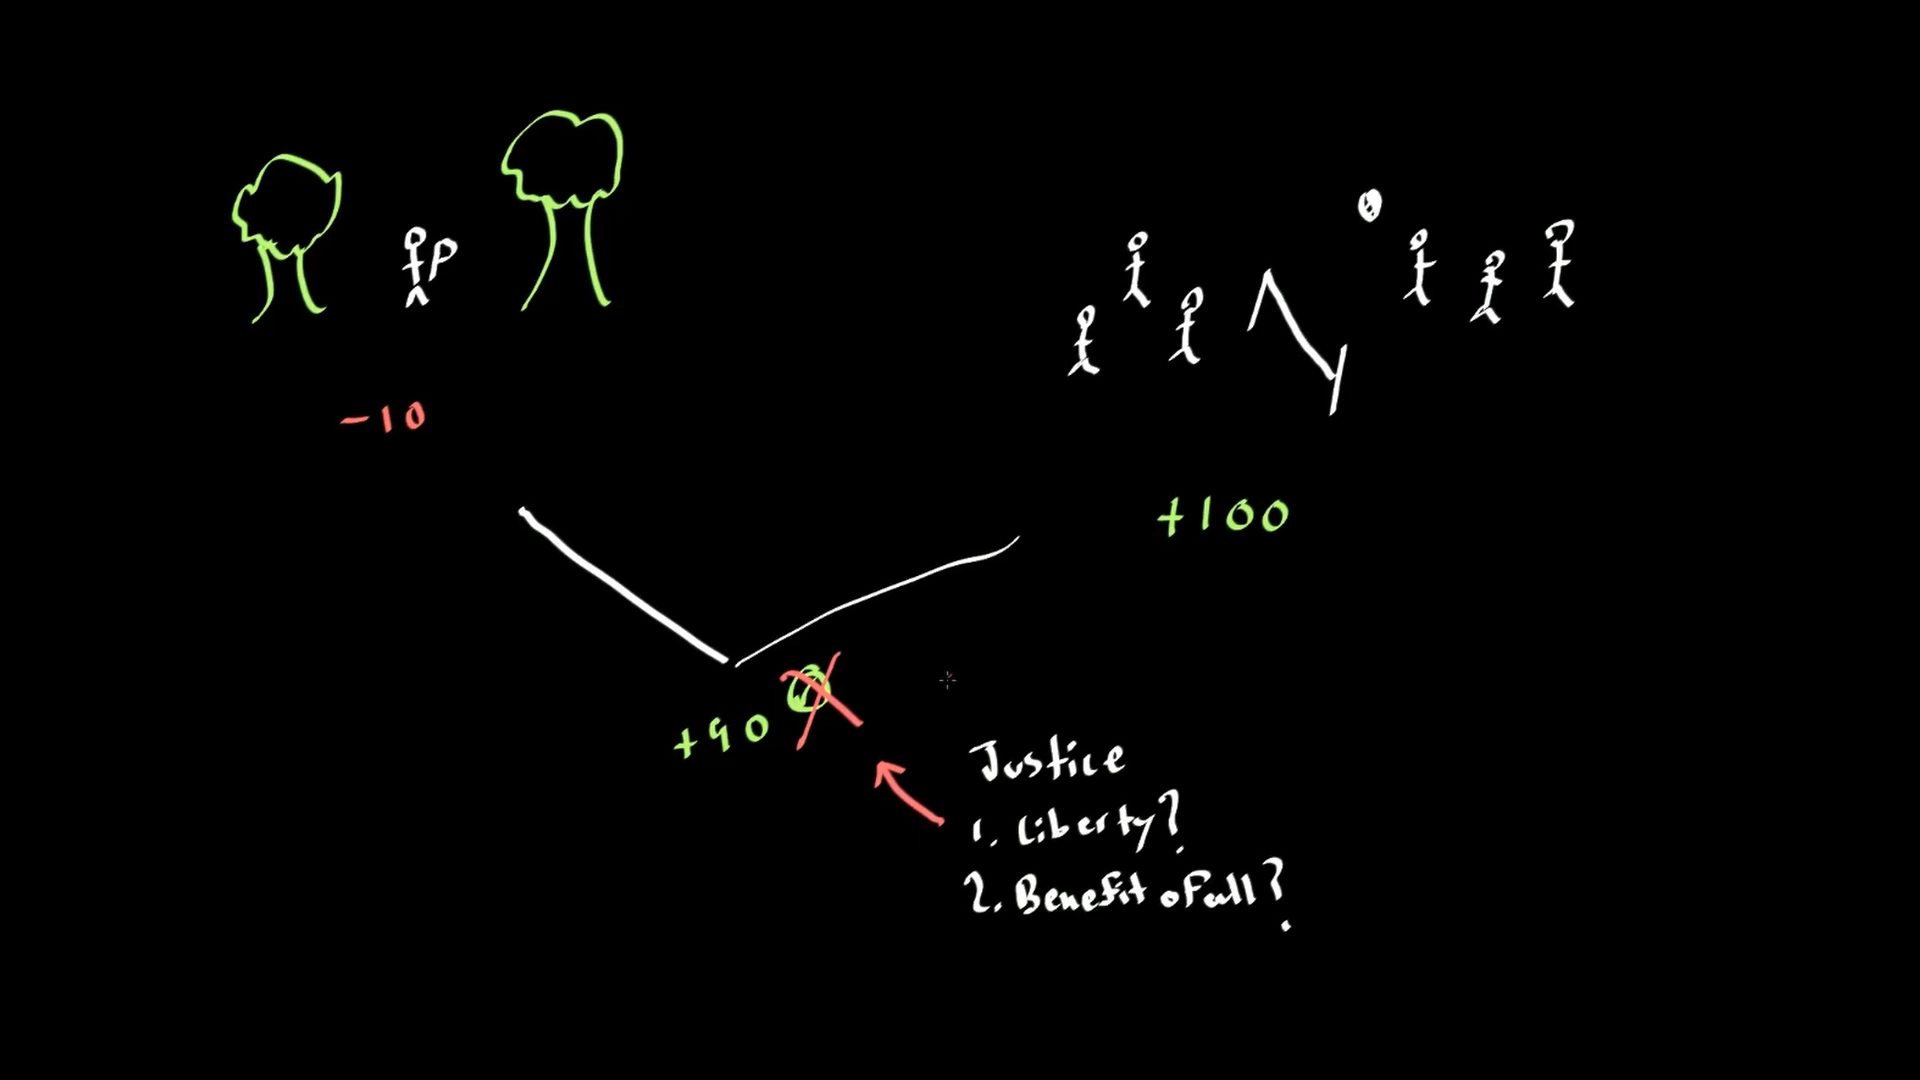 P
-10
+100
+90
Justice
1. Liberty?
2. Benefit of all?